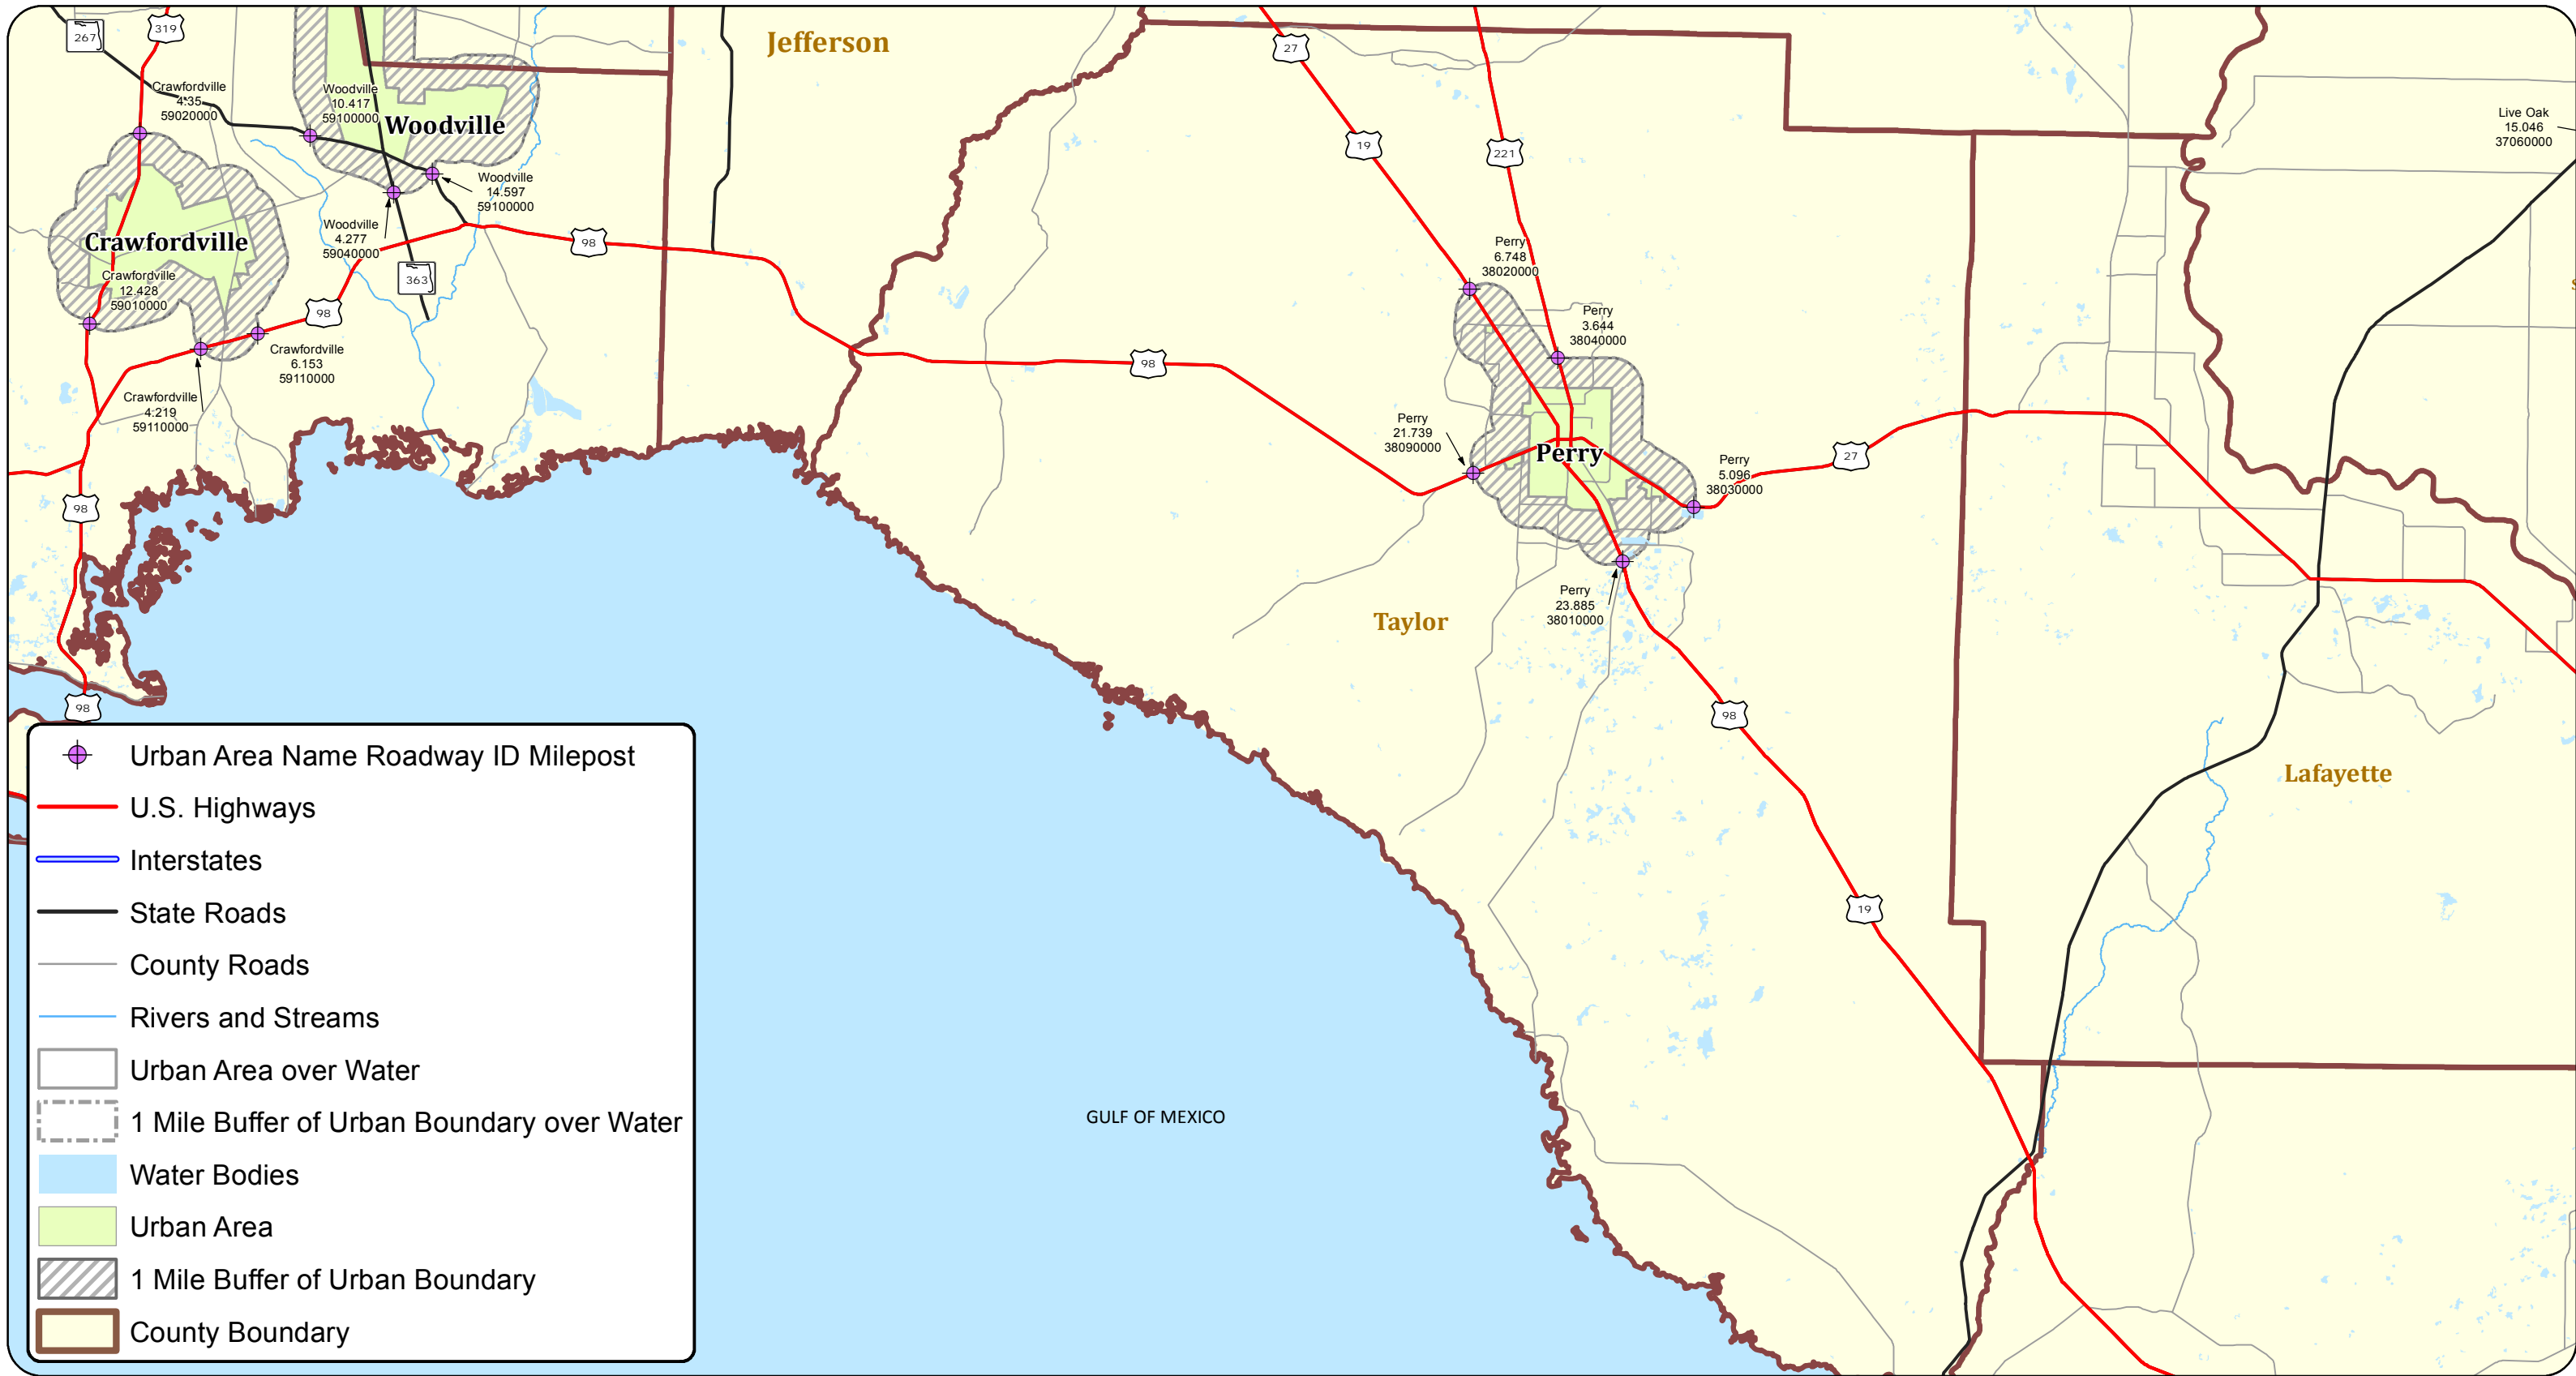 267
319
Jefferson
27
Crawfordville
4.35
59020000
Woodville
10.417
59100000
Woodville
19
221
Live Oak
15.046
37060000
Woodville
14.597
59100000
Woodville
4.277
59040000
Crawfordville
98
363
Crawfordville
12.428
59010000
98
Perry
6.748
38020000
Perry
3.644
38040000
Crawfordville
6.153
59110000
98
Crawfordville
4.219
59110000
Perry
21.739
38090000
Perry
27
Perry
5.096
38030000
98
Perry
23.885
38010000
Taylor
98
98
Lafayette
19
GULF OF MEXICO
Urban Area Name Roadway ID Milepost
U.S. Highways
Interstates
State Roads
County Roads
Rivers and Streams
Urban Area over Water
1 Mile Buffer of Urban Boundary over Water
Water Bodies
Urban Area
1 Mile Buffer of Urban Boundary
County Boundary